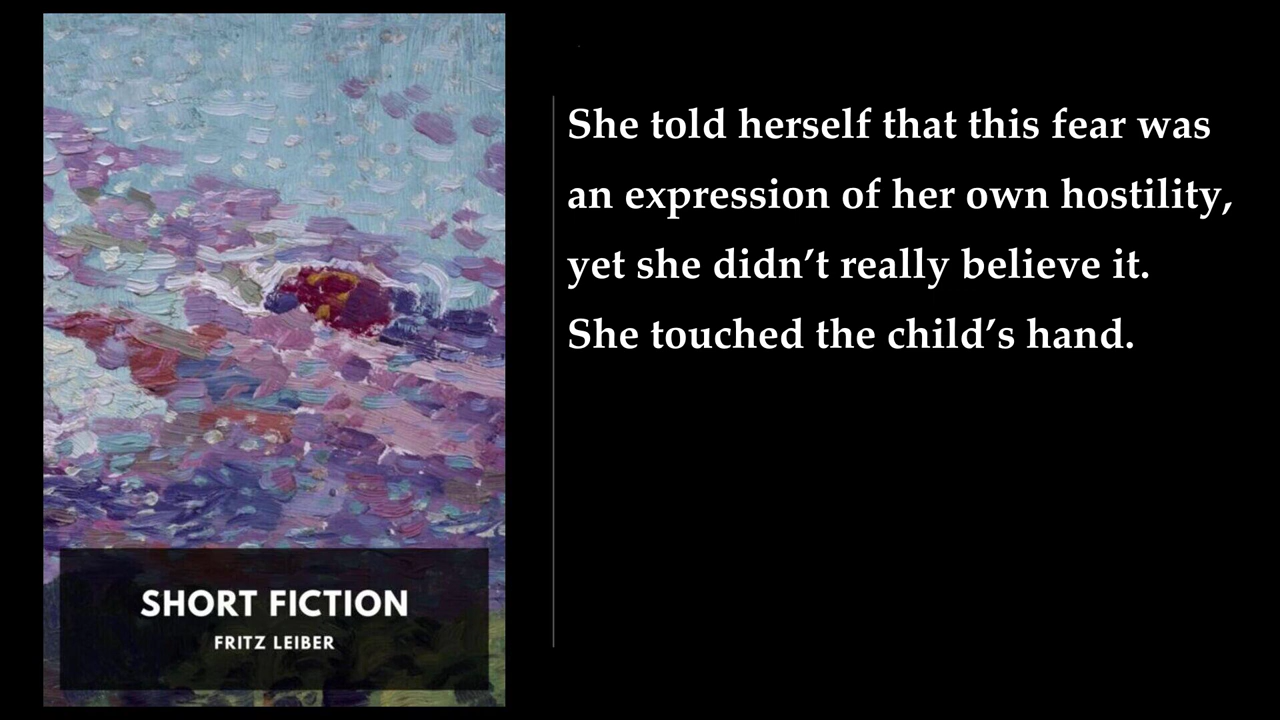 She told herself that this fear was
an expression of her own hostility,
yet she didn’t really believe it.
She touched the child’s hand.
SHORT FICTION
FRITZ LEIBER